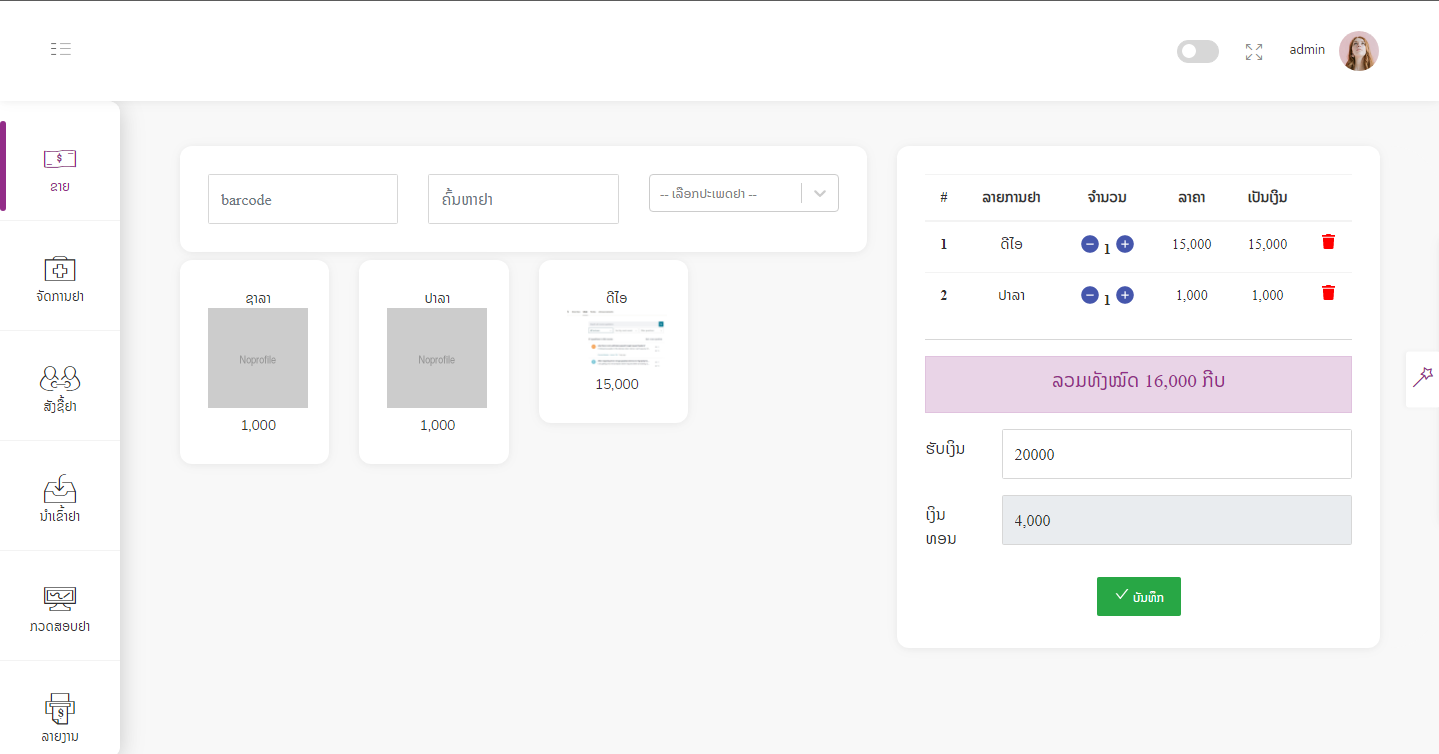 admin
ຂາຍ
ຈັດການຢາ
ສັ່ງຊື້ຢາ
ນຳເຂົ້າຢາ
ກວດສອບຢາ
ລາຍງານ
barcode
ຄົ້ນຫາຢາ
-- ເລືອກປະເພດຢາ --
ຊາລາ
Noprofile
1,000
ປາລາ
Noprofile
1,000
ດີໄອ
15,000
# ລາຍການຢາ ຈຳນວນ ລາຄາ ເປັນເງິນ
1 ດີໄອ 1 15,000 15,000
2 ປາລາ 1 1,000 1,000
ລວມທັງໝົດ 16,000 ກີບ
ຮັບເງິນ
20000
ເງິນ
ທອນ
4,000
ບັນທຶກ